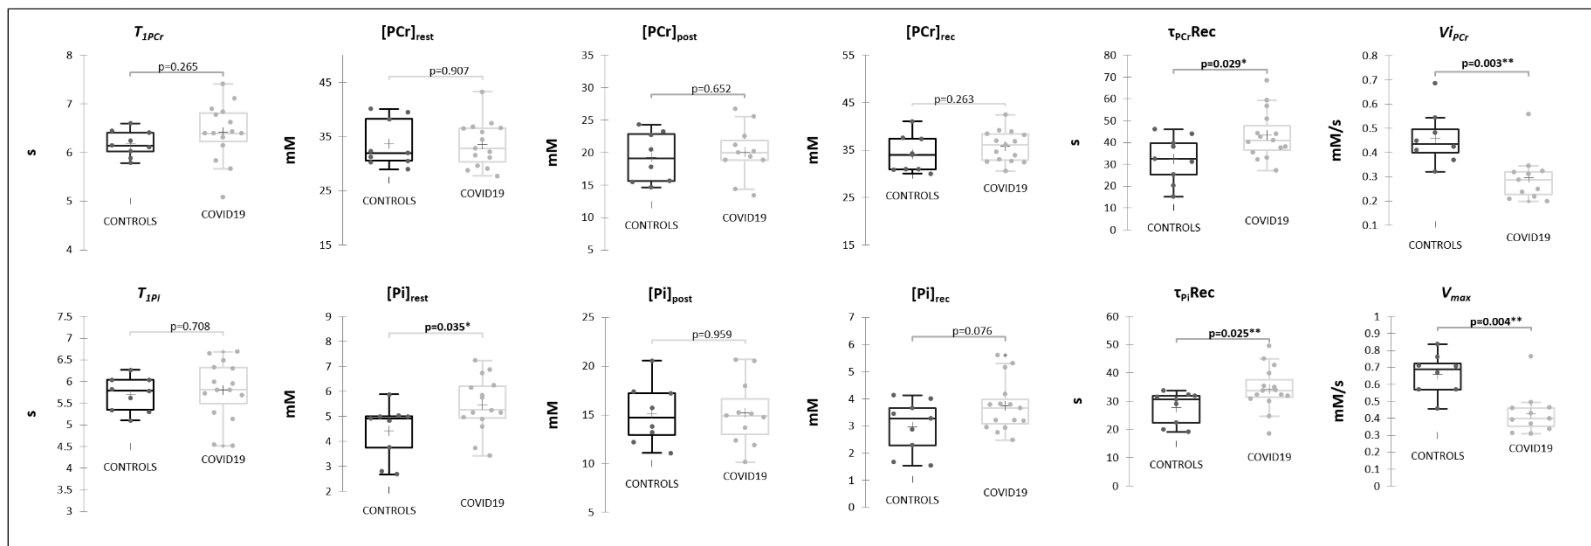 T1PCr
[PCr]rest
[PCr]post
[PCr]rec
τPCrRec
ViPCr
8
7
6
5
4
s
p=0.265
CONTROLS
COVID19
45
35
27
15
mM
p=0.907
CONTROLS
COVID19
35
30
25
20
15
10
5
mM
p=0.652
CONTROLS
COVID19
55
45
35
25
15
mM
p=0.263
CONTROLS
COVID19
80
70
60
50
40
30
20
10
0
s
p=0.029*
CONTROLS
COVID19
0.8
0.7
0.6
0.5
0.4
0.3
0.2
0.1
mM/s
p=0.003**
CONTROLS
COVID19
T1Pi
[Pi]rest
[Pi]post
[Pi]rec
τPiRec
Vmax
7.5
7
6.5
6
5.5
5
4.5
4
3.5
3
s
p=0.708
CONTROLS
COVID19
9
8
7
6
5
4
3
2
mM
p=0.035*
CONTROLS
COVID19
25
20
15
10
5
mM
p=0.959
CONTROLS
COVID19
7
6
5
4
3
2
1
0
mM
p=0.076
CONTROLS
COVID19
60
50
40
30
20
10
0
s
p=0.025**
CONTROLS
COVID19
1
0.9
0.8
0.7
0.6
0.5
0.4
0.3
0.2
0.1
0
mM/s
p=0.004**
CONTROLS
COVID19